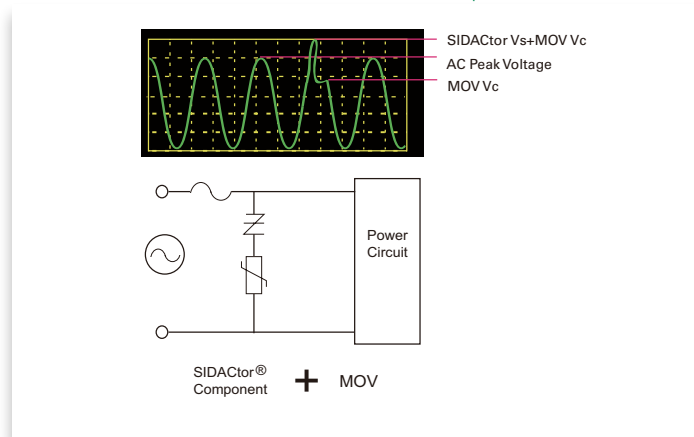 SIDACtor Vs+MOV Vc
AC Peak Voltage
MOV Vc
Power
Circuit
SIDACtor®
Component
+
MOV